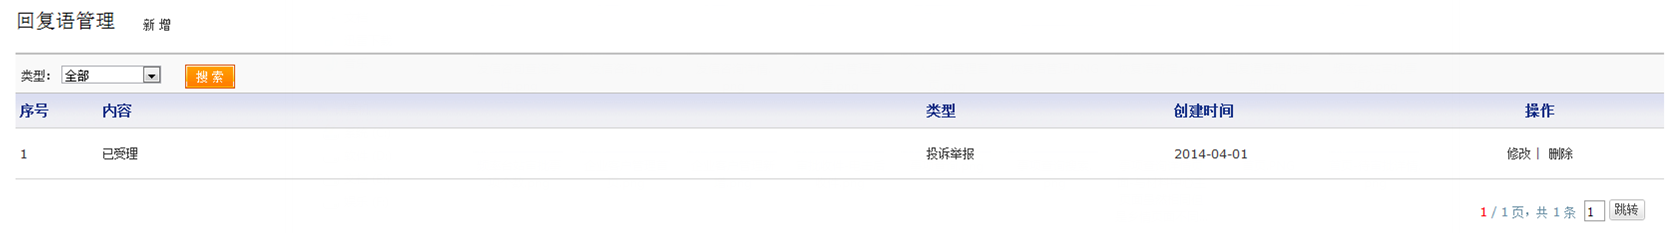 回复语管理 新 增
类型： 全部 搜 索
序号 内容 类型 创建时间 操作
1 已受理 投诉举报 2014-04-01 修改 | 删除
1 / 1 页，共 1 条 1 跳转